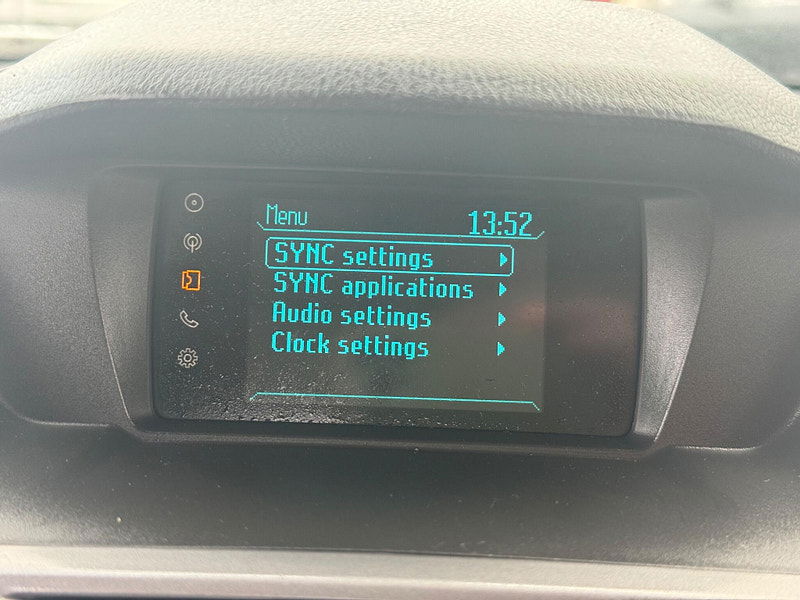 Menu 13:52
SYNC settings
SYNC applications
Audio settings
Clock settings